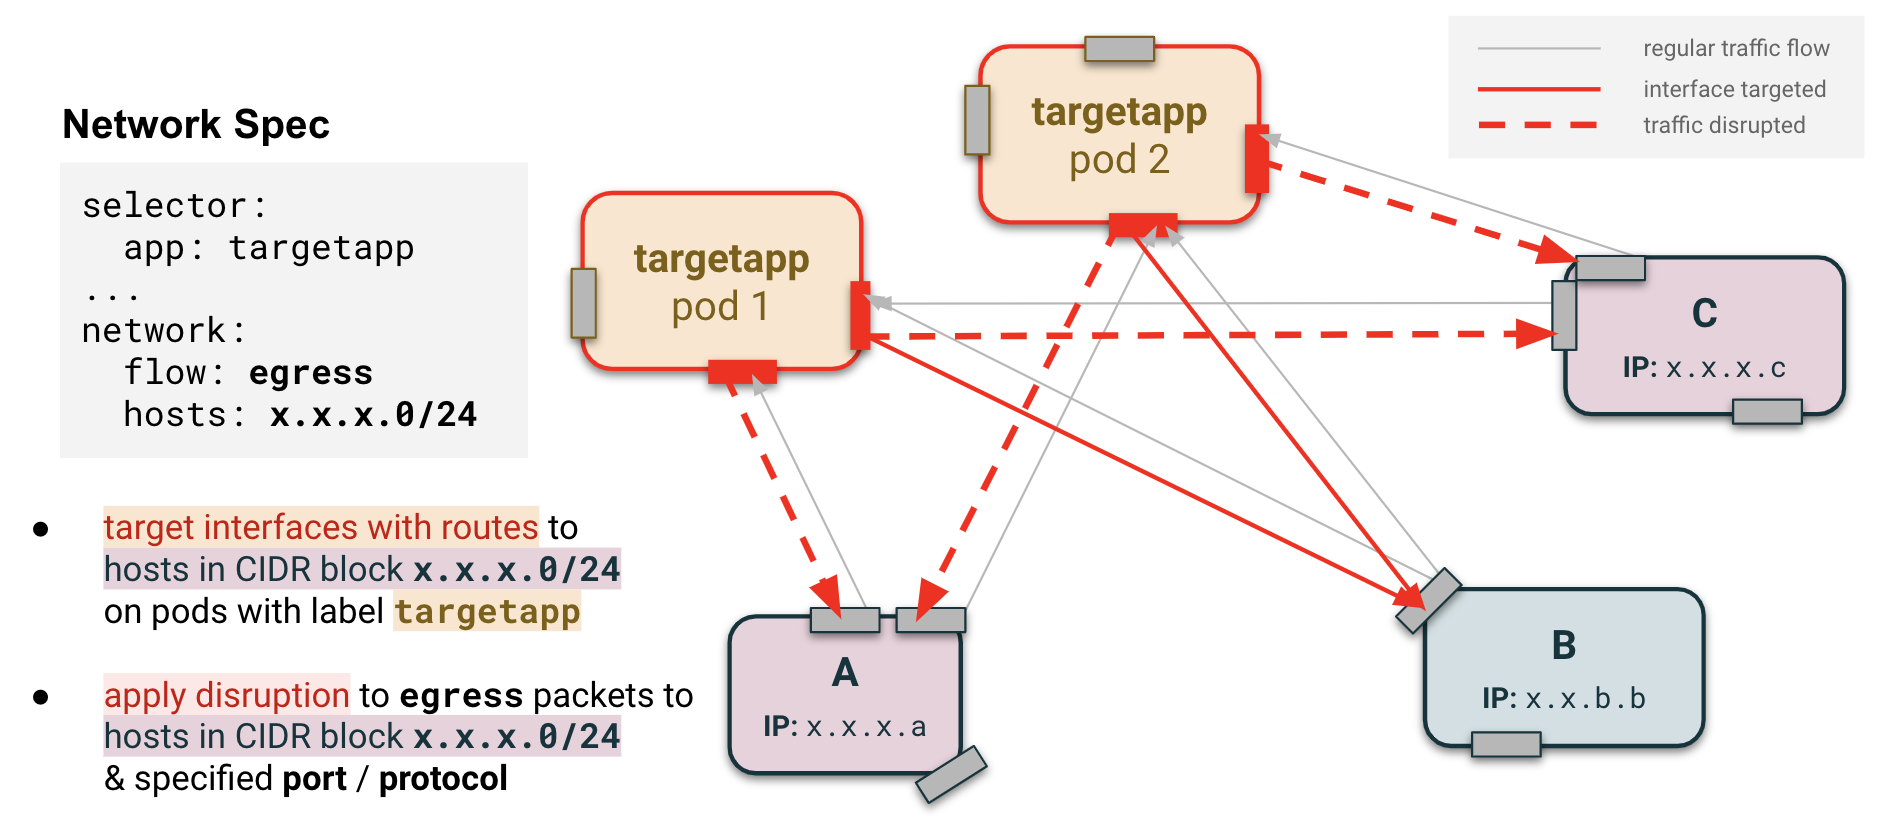 Network Spec
selector:
app: targetapp
...
network:
flow: egress
hosts: x.x.x.0/24
● target interfaces with routes to
hosts in CIDR block x.x.x.0/24
on pods with label targetapp
● apply disruption to egress packets to
hosts in CIDR block x.x.x.0/24
& specified port / protocol
targetapp
pod 1
targetapp
pod 2
regular traffic flow
interface targeted
traffic disrupted
C
IP: x.x.x.c
A
IP: x.x.x.a
B
IP: x.x.b.b